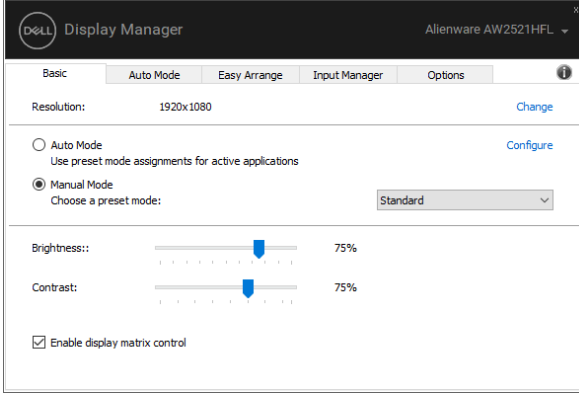 DELL Display Manager
Alienware AW2521HFL
Basic Auto Mode Easy Arrange Input Manager Options
Resolution: 1920x1080 Change
Auto Mode Configure
Use preset mode assignments for active applications
Manual Mode
Choose a preset mode: Standard
Brightness:: 75%
Contrast: 75%
Enable display matrix control